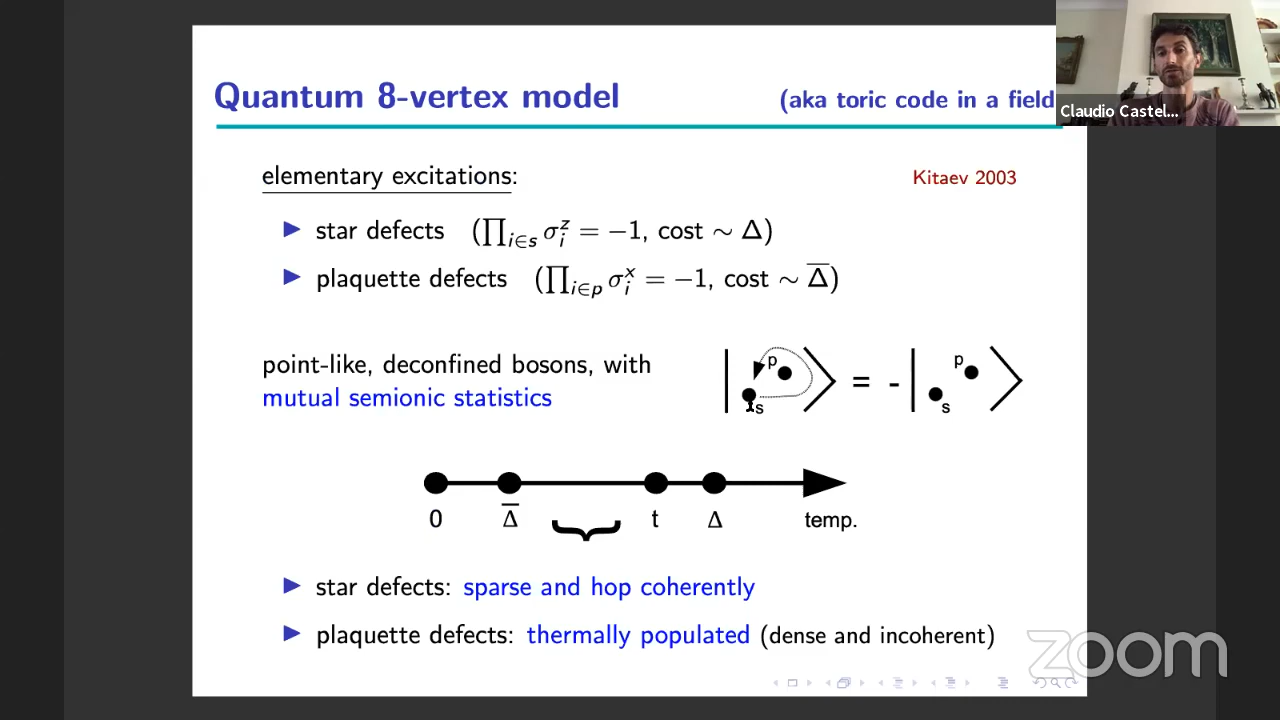 Quantum 8-vertex model (aka toric code in a field
Claudio Castel...
elementary excitations: Kitaev 2003
▶ star defects (∏_{i∈s} σ_i^z = −1, cost ∼ Δ)
▶ plaquette defects (∏_{i∈p} σ_i^x = −1, cost ∼ Δ̅)
point-like, deconfined bosons, with
mutual semionic statistics
p s = - p s
0 Δ̅ t Δ temp.
▶ star defects: sparse and hop coherently
▶ plaquette defects: thermally populated (dense and incoherent)
zoom